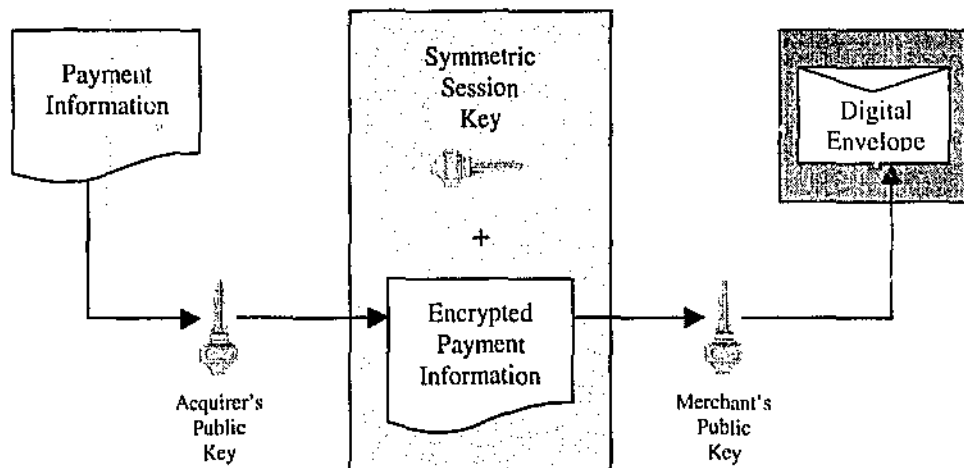 Payment
Information
Symmetric
Session
Key
+
Encrypted
Payment
Information
Digital
Envelope
Acquirer's
Public
Key
Merchant's
Public
Key